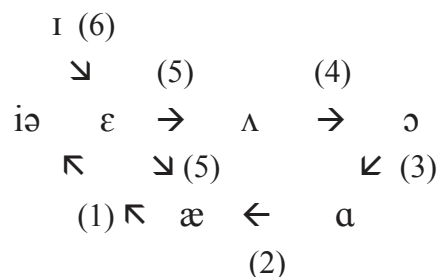 ɪ (6)
↘ (5) (4)
iə ɛ → ʌ → ɔ
↖ ↘ (5) ↙ (3)
(1) ↖ æ ← ɑ
(2)